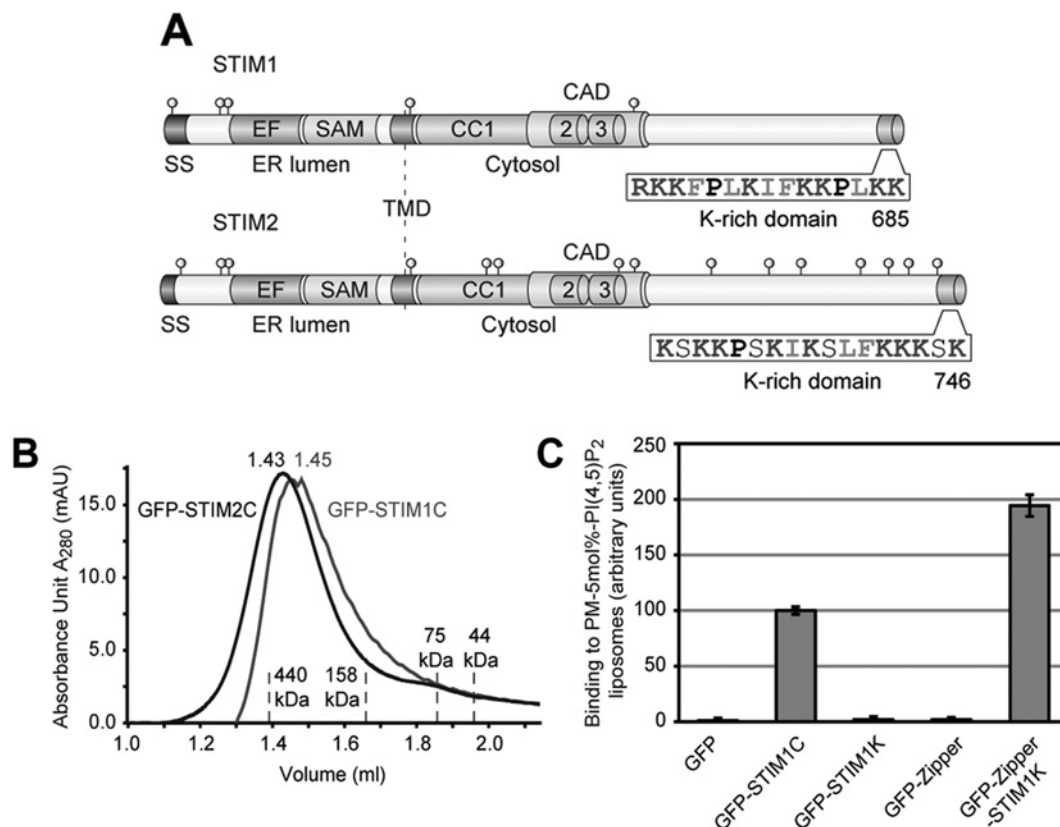 A
STIM1
CAD
EF SAM CC1 2 3
SS ER lumen Cytosol
RKKFPLKIFKKPLKK
K-rich domain 685
TMD
STIM2
CAD
EF SAM CC1 2 3
SS ER lumen Cytosol
KSKKPSKIKSLFKKKSK
K-rich domain 746
B
Absorbance Unit A280 (mAU)
15.0
10.0
5.0
0.0
1.43 1.45
GFP-STIM2C GFP-STIM1C
440 kDa
158 kDa
75 kDa
44 kDa
1.0 1.2 1.4 1.6 1.8 2.0
Volume (ml)
C
Binding to PM-5mol%-PI(4,5)P2
liposomes (arbitrary units)
250
200
150
100
50
0
GFP
GFP-STIM1C
GFP-STIM1K
GFP-Zipper
GFP-Zipper
-STIM1K